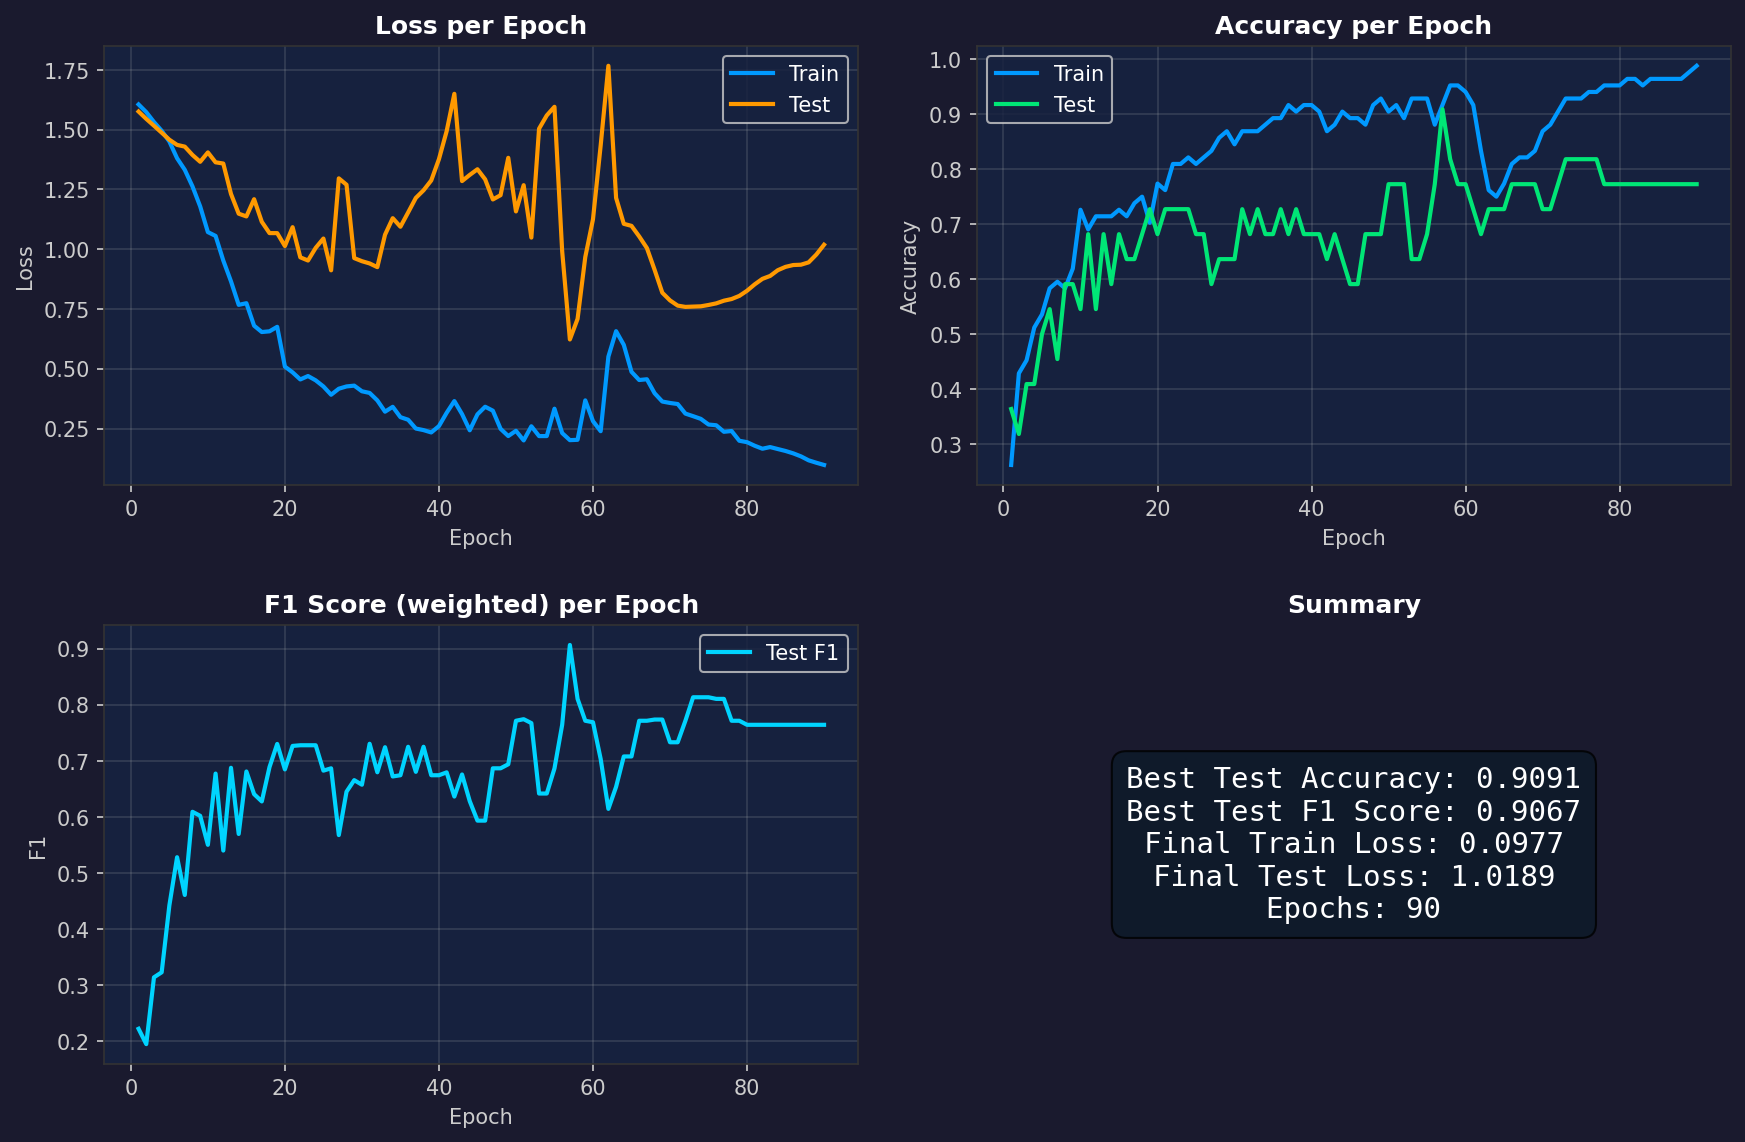 Loss per Epoch
1.75
1.50
1.25
1.00
0.75
0.50
0.25
Loss
Train
Test
0
20
40
60
80
Epoch
Accuracy per Epoch
1.0
0.9
0.8
0.7
0.6
0.5
0.4
0.3
Accuracy
Train
Test
0
20
40
60
80
Epoch
F1 Score (weighted) per Epoch
0.9
0.8
0.7
0.6
0.5
0.4
0.3
0.2
F1
Test F1
0
20
40
60
80
Epoch
Summary
Best Test Accuracy: 0.9091
Best Test F1 Score: 0.9067
Final Train Loss: 0.0977
Final Test Loss: 1.0189
Epochs: 90